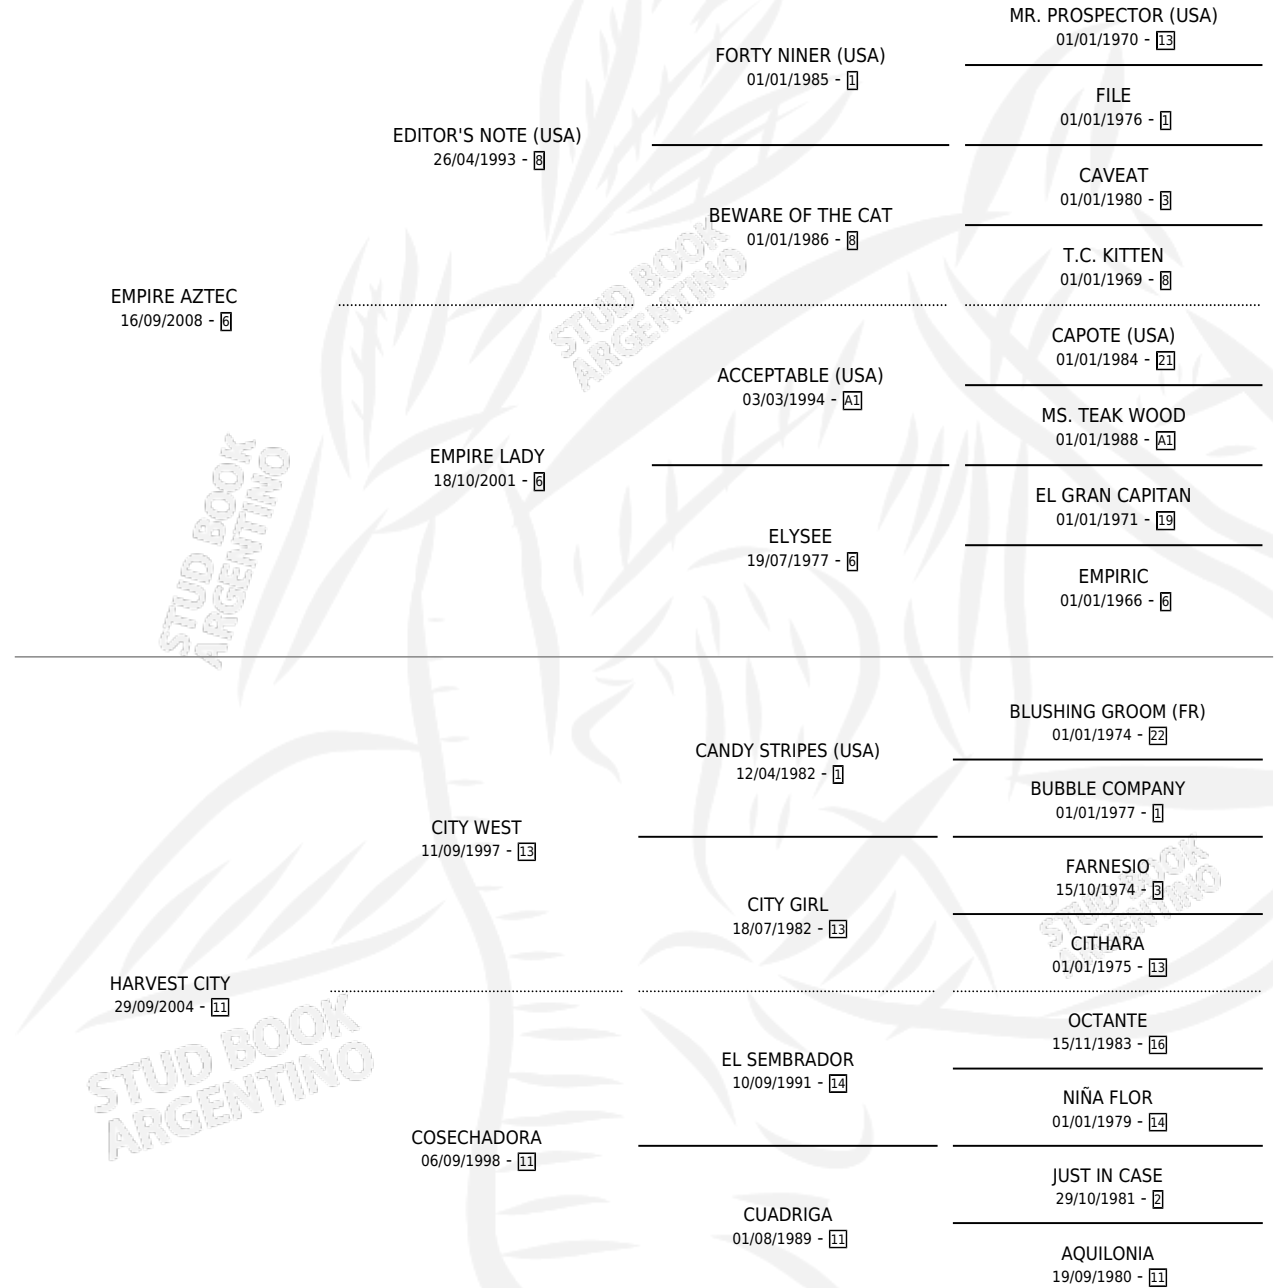 MR. PROSPECTOR (USA)
01/01/1970 - 13
FORTY NINER (USA)
01/01/1985 - 1
FILE
01/01/1976 - 1
EDITOR'S NOTE (USA)
26/04/1993 - 8
CAVEAT
01/01/1980 - 3
BEWARE OF THE CAT
01/01/1986 - 8
T.C. KITTEN
01/01/1969 - 8
EMPIRE AZTEC
16/09/2008 - 6
CAPOTE (USA)
01/01/1984 - 21
ACCEPTABLE (USA)
03/03/1994 - A1
MS. TEAK WOOD
01/01/1988 - A1
EMPIRE LADY
18/10/2001 - 6
EL GRAN CAPITAN
01/01/1971 - 19
ELYSEE
19/07/1977 - 6
EMPIRIC
01/01/1966 - 6
STUD BOOK
ARGENTINO
STUD BOOK
ARGENTINO
BLUSHING GROOM (FR)
01/01/1974 - 22
CANDY STRIPES (USA)
12/04/1982 - 1
BUBBLE COMPANY
01/01/1977 - 1
CITY WEST
11/09/1997 - 13
FARNESIO
15/10/1974 - 3
CITY GIRL
18/07/1982 - 13
CITHARA
01/01/1975 - 13
STUD BOOK
ARGENTINO
HARVEST CITY
29/09/2004 - 11
OCTANTE
15/11/1983 - 16
EL SEMBRADOR
10/09/1991 - 14
NIÑA FLOR
01/01/1979 - 14
STUD BOOK
ARGENTINO
COSECHADORA
06/09/1998 - 11
JUST IN CASE
29/10/1981 - 2
CUADRIGA
01/08/1989 - 11
AQUILONIA
19/09/1980 - 11